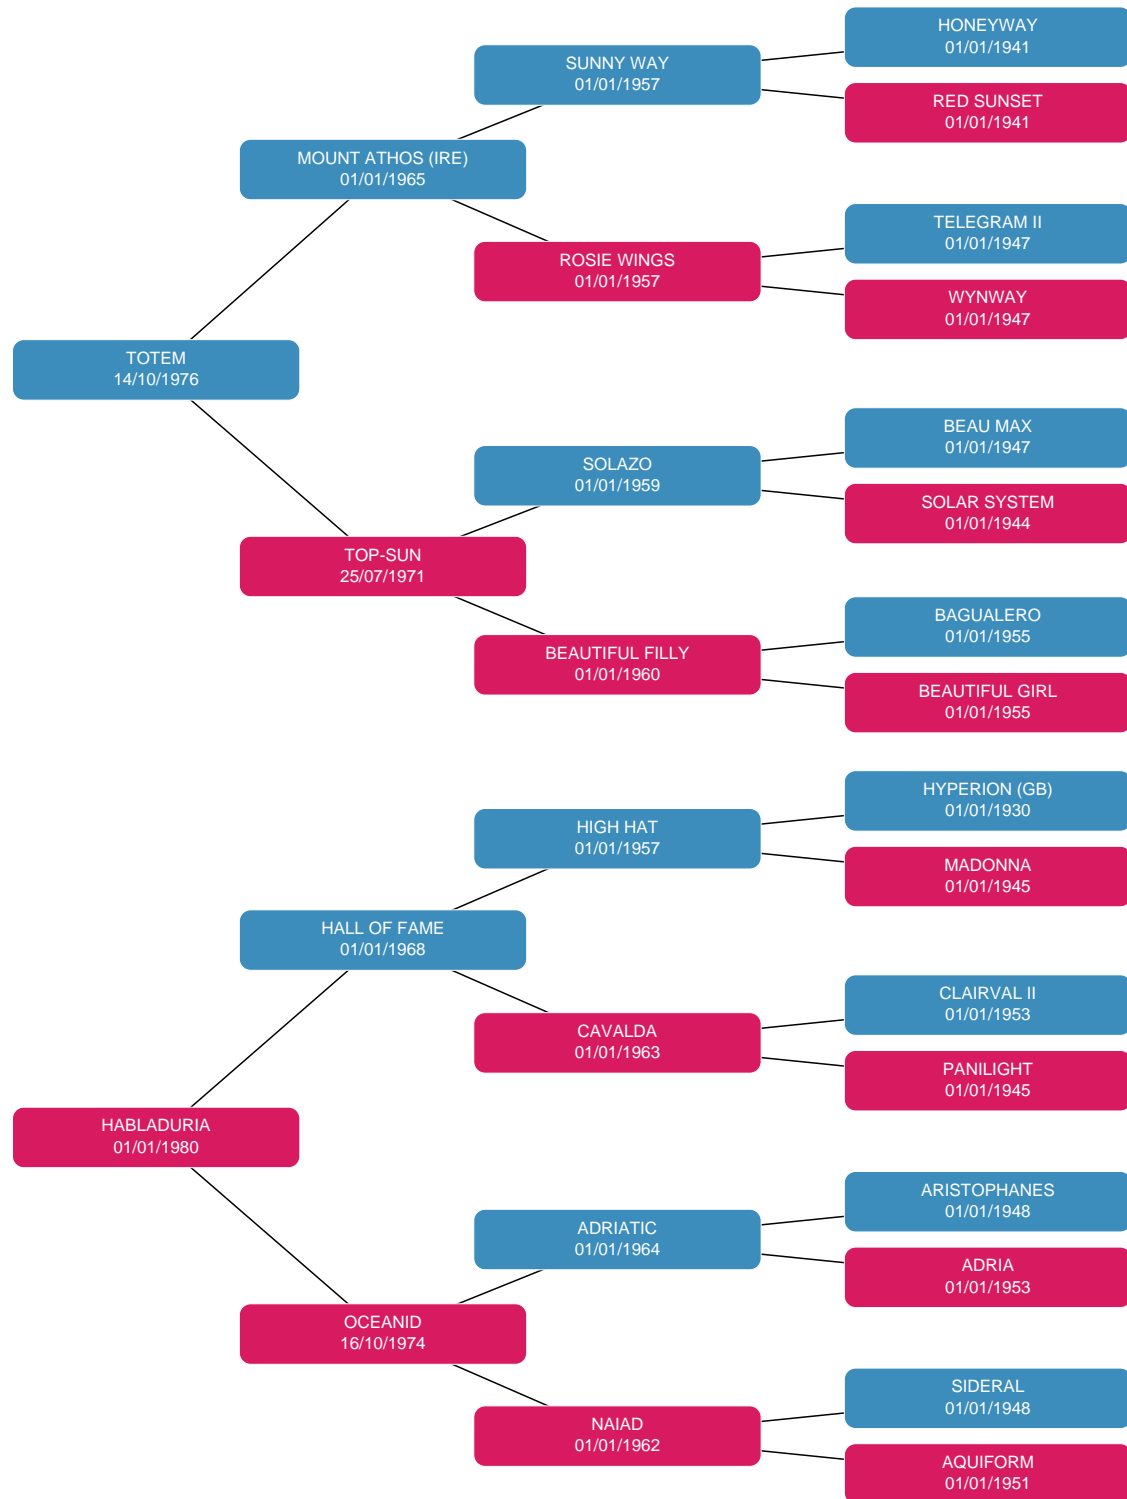 HONEYWAY
01/01/1941
SUNNY WAY
01/01/1957
RED SUNSET
01/01/1941
MOUNT ATHOS (IRE)
01/01/1965
TELEGRAM II
01/01/1947
ROSIE WINGS
01/01/1957
WYNWAY
01/01/1947
TOTEM
14/10/1976
BEAU MAX
01/01/1947
SOLAZO
01/01/1959
SOLAR SYSTEM
01/01/1944
TOP-SUN
25/07/1971
BAGUALERO
01/01/1955
BEAUTIFUL FILLY
01/01/1960
BEAUTIFUL GIRL
01/01/1955
HYPERION (GB)
01/01/1930
HIGH HAT
01/01/1957
MADONNA
01/01/1945
HALL OF FAME
01/01/1968
CLAIRVAL II
01/01/1953
CAVALDA
01/01/1963
PANILIGHT
01/01/1945
HABLADURIA
01/01/1980
ARISTOPHANES
01/01/1948
ADRIATIC
01/01/1964
ADRIA
01/01/1953
OCEANID
16/10/1974
SIDERAL
01/01/1948
NAIAD
01/01/1962
AQUIFORM
01/01/1951